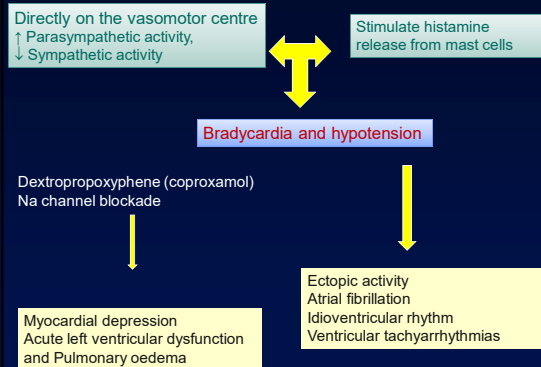 Directly on the vasomotor centre
↑ Parasympathetic activity,
↓ Sympathetic activity
Stimulate histamine
release from mast cells
Bradycardia and hypotension
Dextropropoxyphene (coproxamol)
Na channel blockade
Ectopic activity
Atrial fibrillation
Idioventricular rhythm
Ventricular tachyarrhythmias
Myocardial depression
Acute left ventricular dysfunction
and Pulmonary oedema